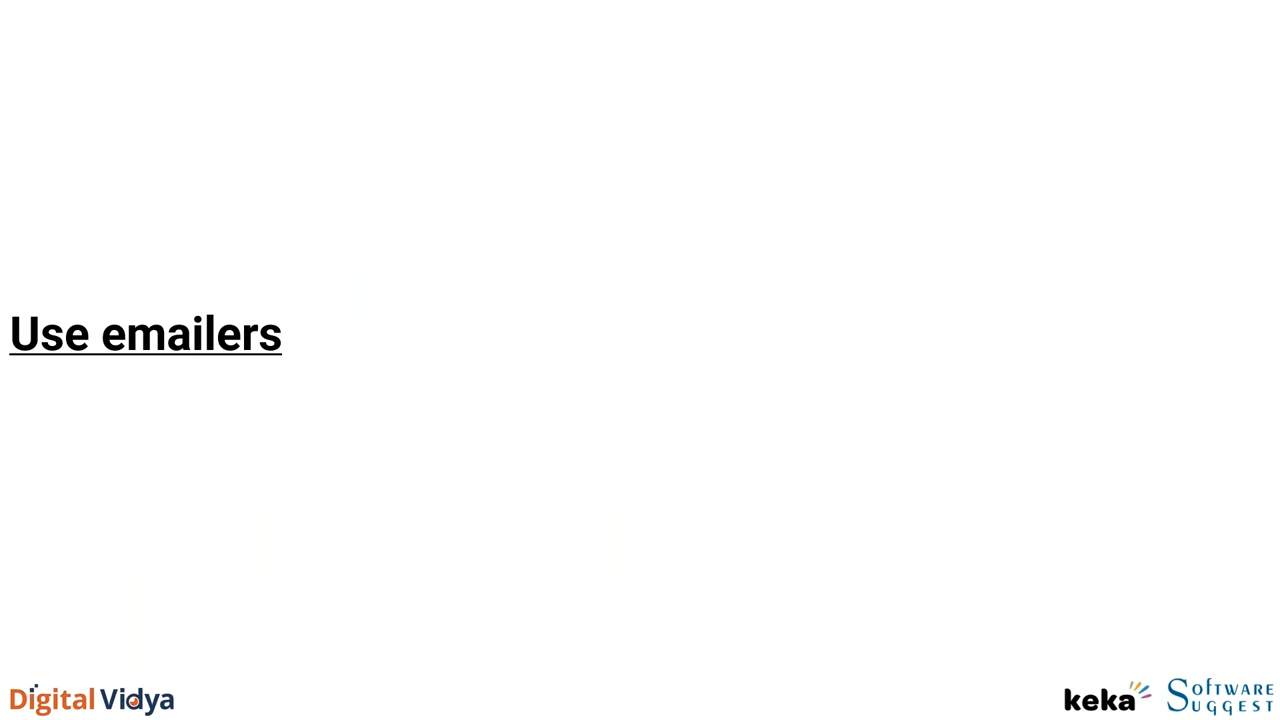 Use emailers
Digital Vidya
keka
SOFTWARE
SUGGEST